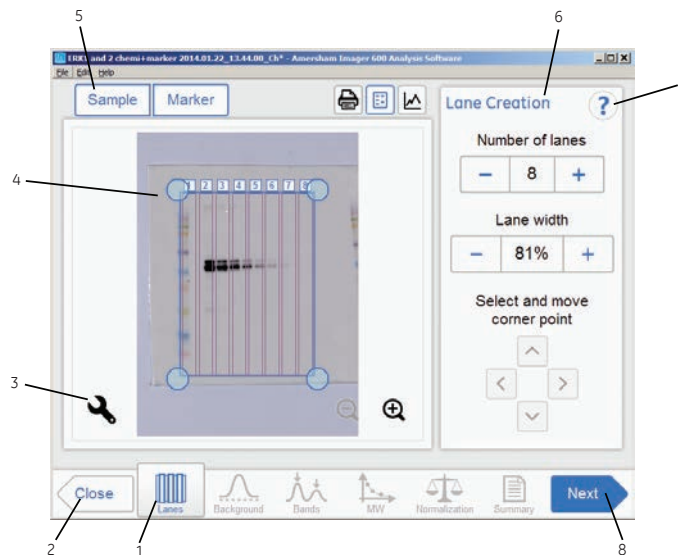 5
6
ERK1 and 2 chemi+marker 2014.01.22_13.44.00_Ch* - Amersham Imager 600 Analysis Software
File Edit Help
Sample Marker
Lane Creation ?
Number of lanes
- 8 +
4
1 2 3 4 5 6 7 8
Lane width
- 81% +
Select and move
corner point
3
Close Lanes Background Bands MW Normalization Summary Next
2 1 8